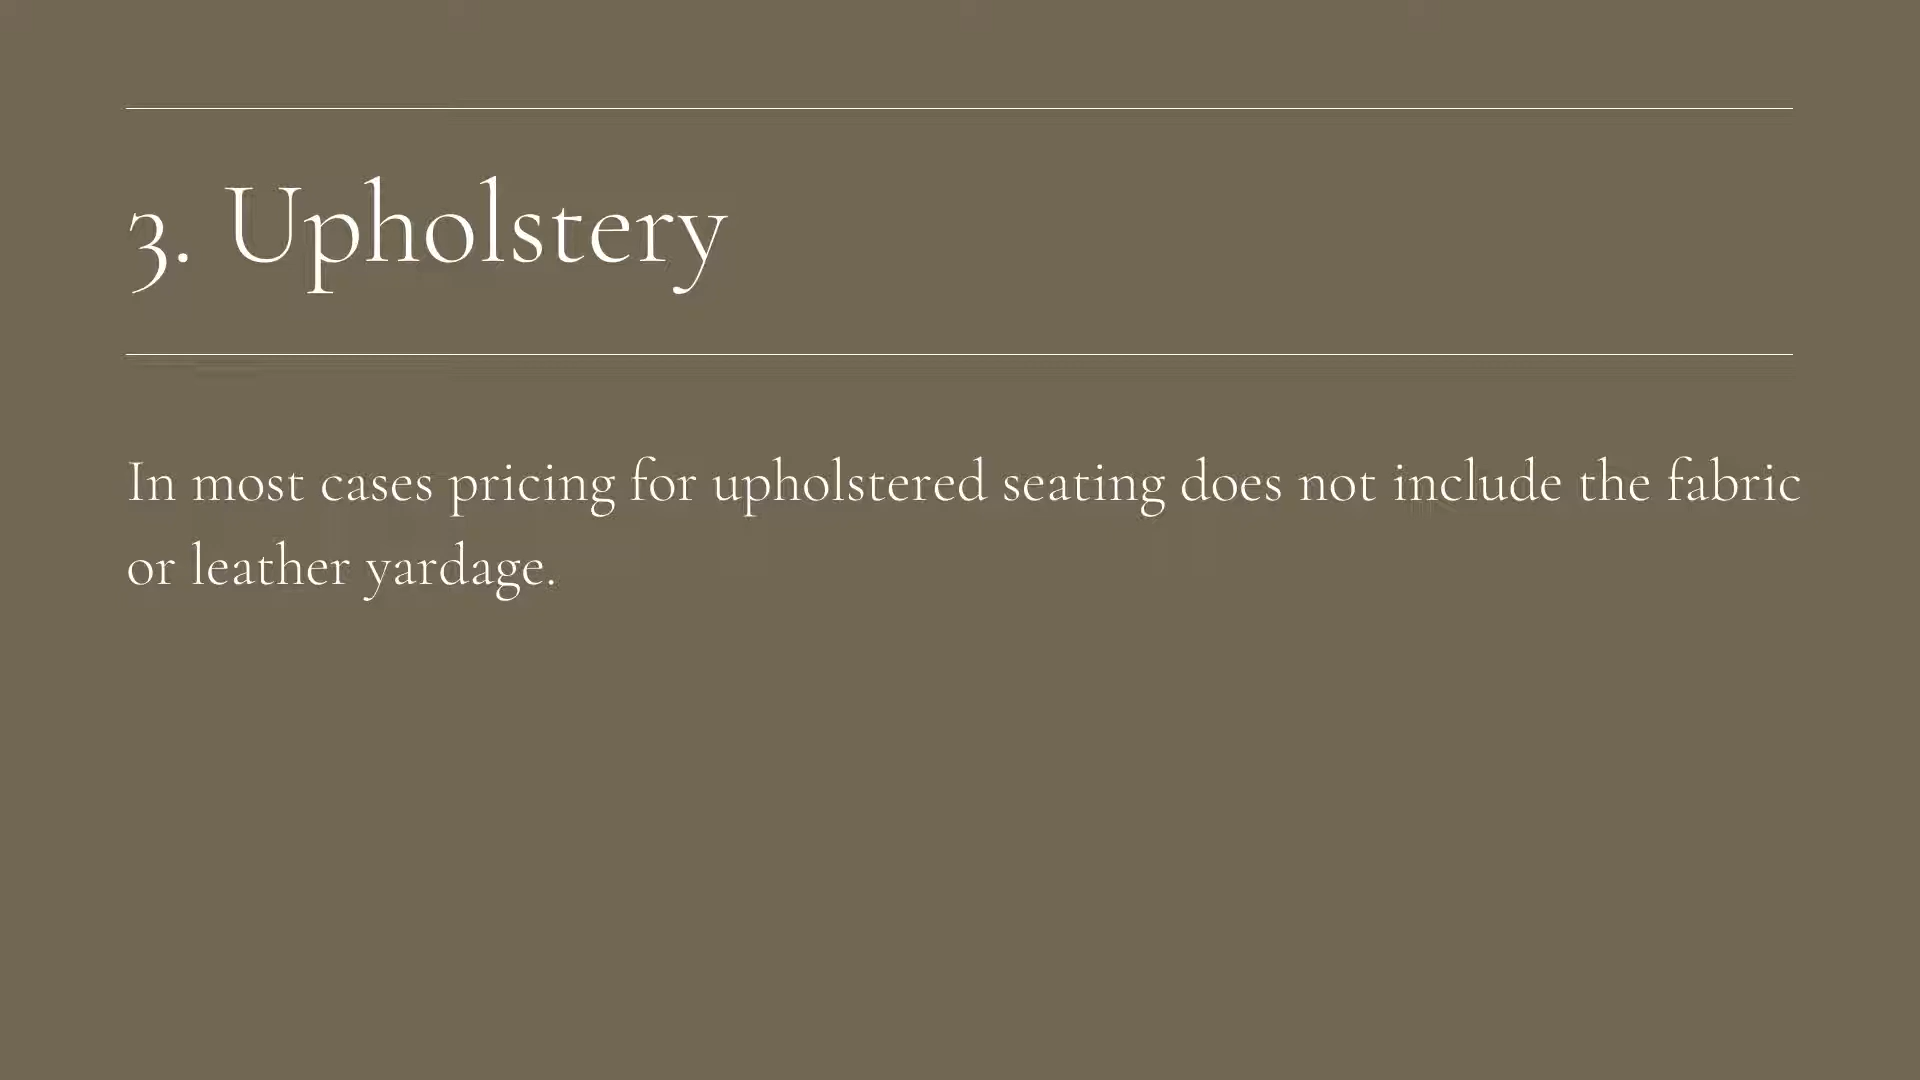 3. Upholstery
In most cases pricing for upholstered seating does not include the fabric
or leather yardage.